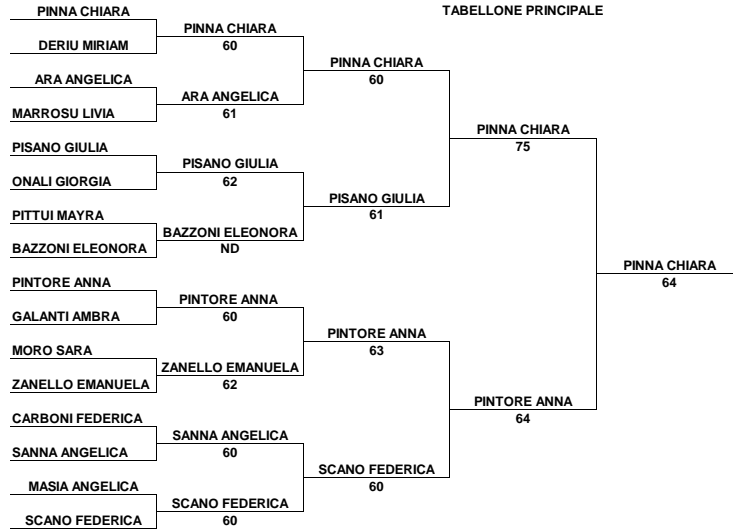 TABELLONE PRINCIPALE
PINNA CHIARA
DERIU MIRIAM
ARA ANGELICA
MARROSU LIVIA
PISANO GIULIA
ONALI GIORGIA
PITTUI MAYRA
BAZZONI ELEONORA
PINTORE ANNA
GALANTI AMBRA
MORO SARA
ZANELLO EMANUELA
CARBONI FEDERICA
SANNA ANGELICA
MASIA ANGELICA
SCANO FEDERICA
PINNA CHIARA
60
ARA ANGELICA
61
PISANO GIULIA
62
BAZZONI ELEONORA
ND
PINTORE ANNA
60
ZANELLO EMANUELA
62
SANNA ANGELICA
60
SCANO FEDERICA
60
PINNA CHIARA
60
PISANO GIULIA
61
PINTORE ANNA
63
SCANO FEDERICA
60
PINNA CHIARA
75
PINTORE ANNA
64
PINNA CHIARA
64